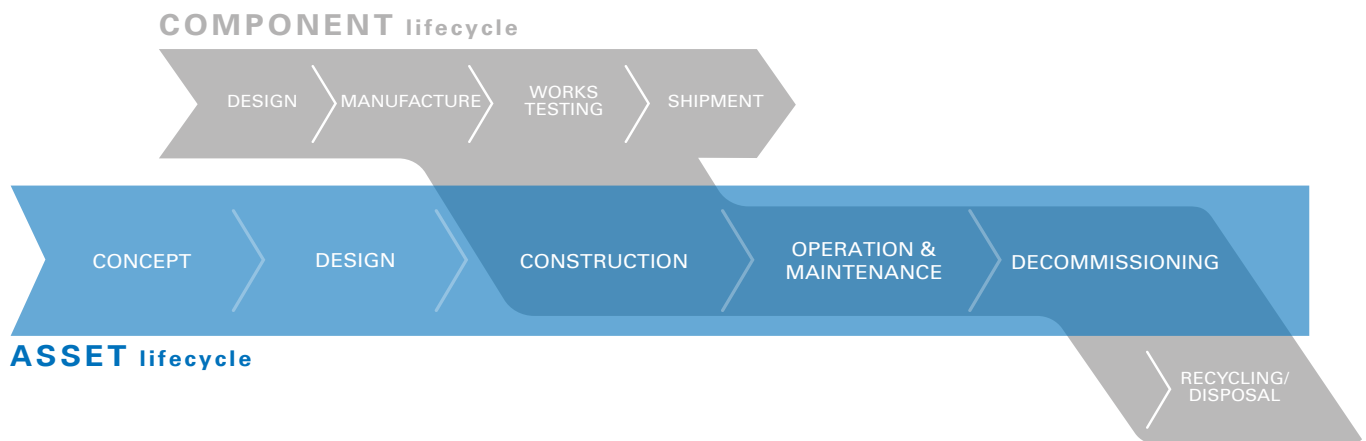 COMPONENT lifecycle
DESIGN
MANUFACTURE
WORKS
TESTING
SHIPMENT
CONCEPT
DESIGN
CONSTRUCTION
OPERATION &
MAINTENANCE
DECOMMISSIONING
ASSET lifecycle
RECYCLING/
DISPOSAL